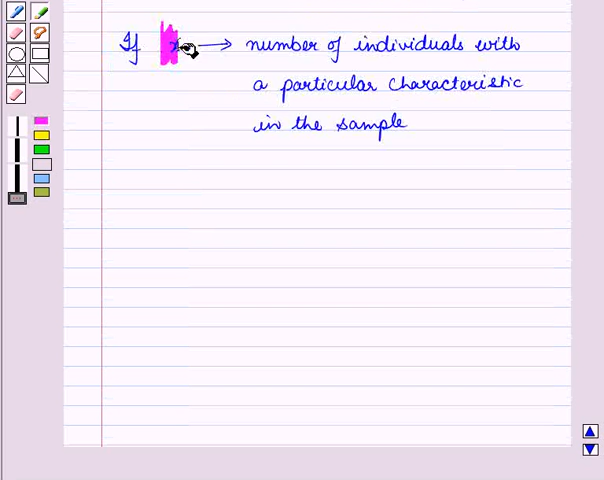 If x → number of individuals with
a particular characteristic
in the sample